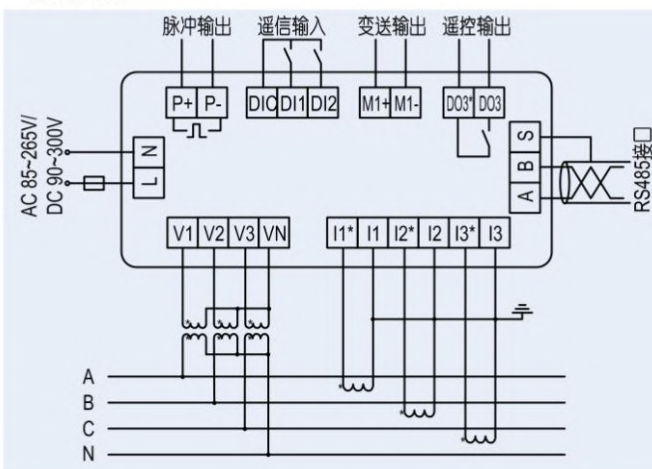 脉冲输出 遥信输入 变送输出 遥控输出
P+ P- DIC DI1 DI2 M1+ M1- DO3* DO3
AC 85~265V/
DC 90~300V
N
L
S
B
A
RS485接口
V1 V2 V3 VN I1* I1 I2* I2 I3* I3
A
B
C
N